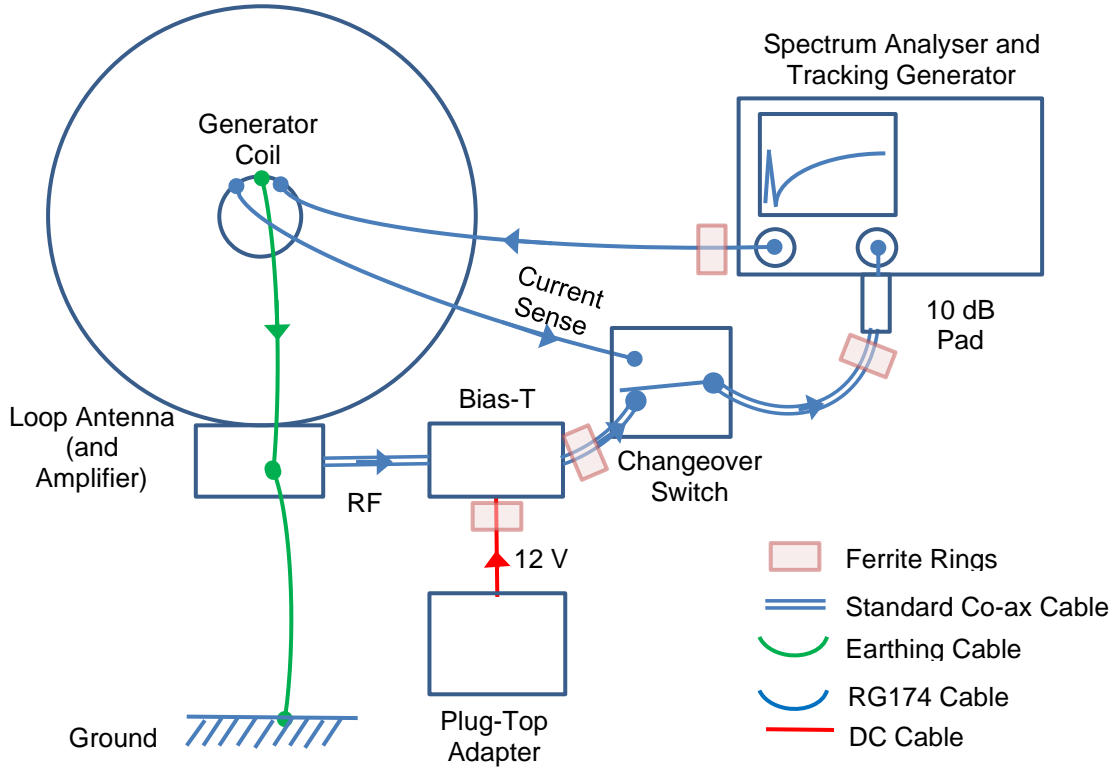 Spectrum Analyser and
Tracking Generator
Generator
Coil
Current
Sense
10 dB
Pad
Bias-T
Loop Antenna
(and
Amplifier)
Changeover
Switch
RF
12 V
Ferrite Rings
Standard Co-ax Cable
Earthing Cable
RG174 Cable
DC Cable
Ground
Plug-Top
Adapter